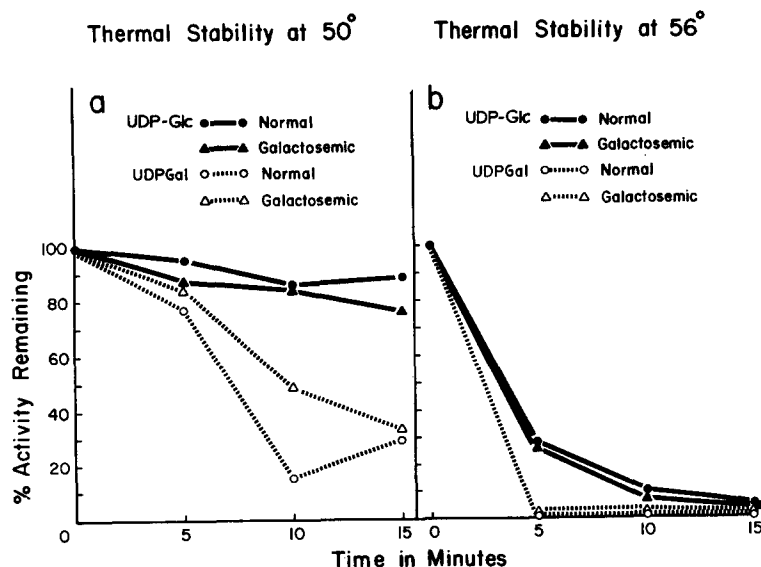 Thermal Stability at 50°
Thermal Stability at 56°
a
UDP-Glc Normal
Galactosemic
UDPGal Normal
Galactosemic
b
UDP-Glc Normal
Galactosemic
UDPGal Normal
Galactosemic
% Activity Remaining
100
80
60
40
20
0
5
10
15
0
5
10
15
Time in Minutes